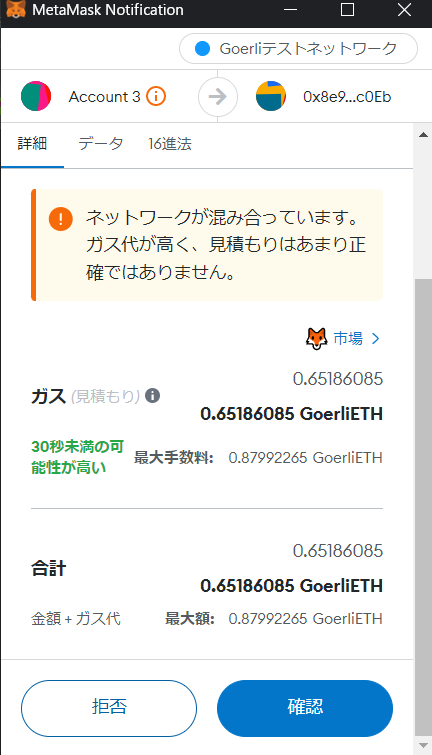 MetaMask Notification
Goerliテストネットワーク
Account 3
0x8e9...c0Eb
詳細 データ 16進法
ネットワークが混み合っています。
ガス代が高く、見積もりはあまり正
確ではありません。
市場
0.65186085
ガス (見積もり)
0.65186085 GoerliETH
30秒未満の可
能性が高い
最大手数料: 0.87992265 GoerliETH
0.65186085
合計
0.65186085 GoerliETH
金額 + ガス代 最大額: 0.87992265 GoerliETH
拒否 確認